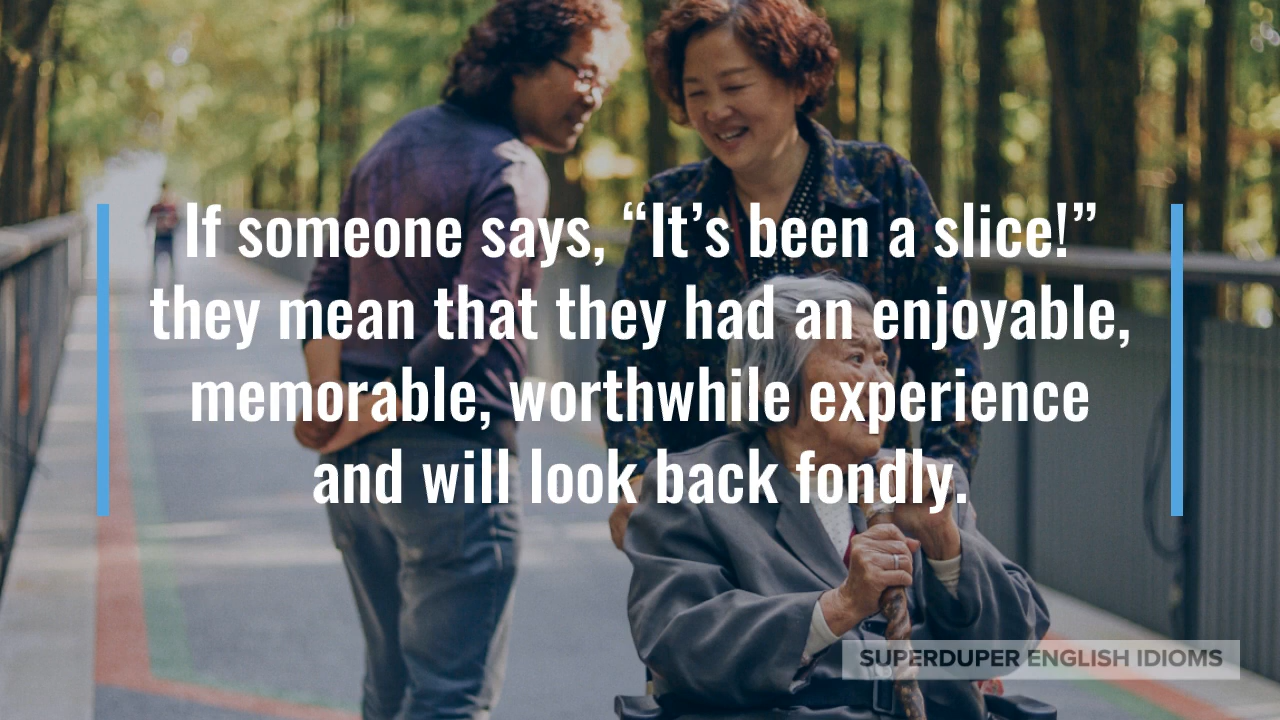 If someone says, “It’s been a slice!”
they mean that they had an enjoyable,
memorable, worthwhile experience
and will look back fondly.
SUPERDUPER ENGLISH IDIOMS